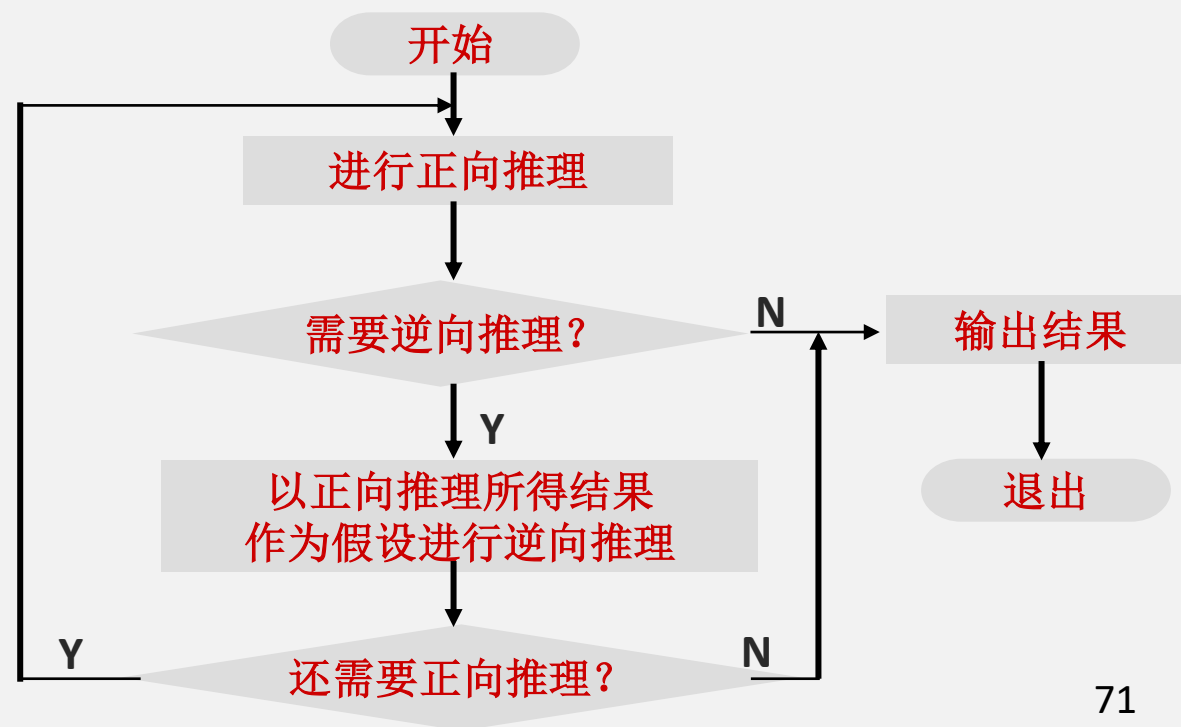 开始
进行正向推理
需要逆向推理？
N
输出结果
Y
以正向推理所得结果
作为假设进行逆向推理
退出
Y
还需要正向推理？
N
71